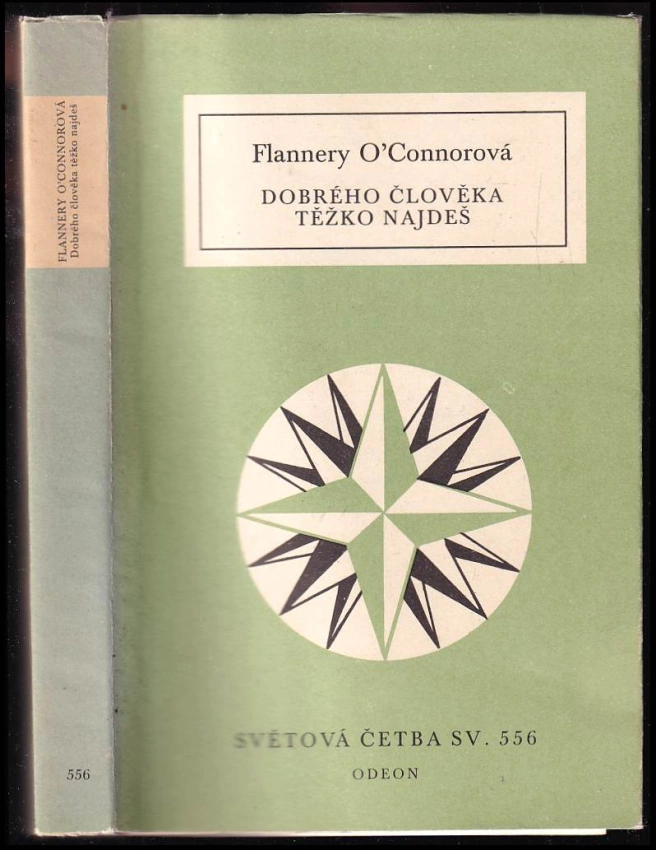 FLANNERY O'CONNOROVÁ
Dobrého člověka těžko najdeš
556
Flannery O'Connorová
DOBRÉHO ČLOVĚKA
TĚŽKO NAJDEŠ
SVĚTOVÁ ČETBA SV. 556
ODEON